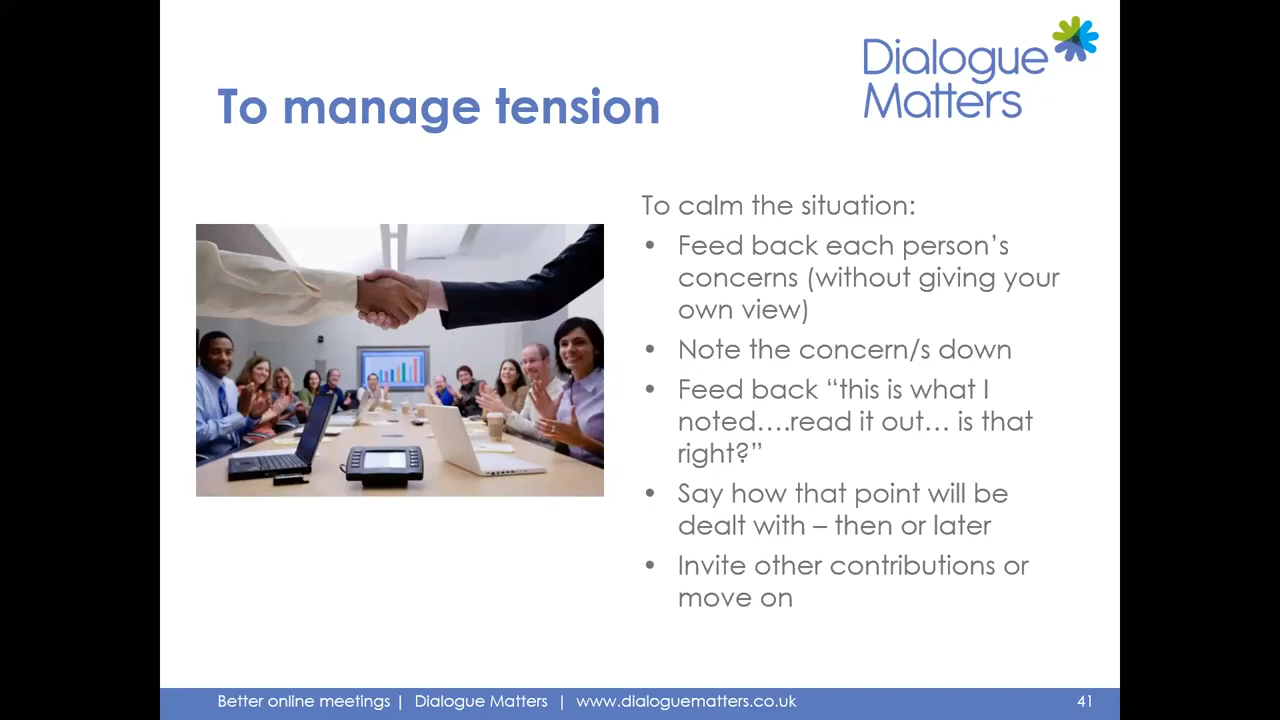 Dialogue
Matters
To manage tension
To calm the situation:
• Feed back each person’s
concerns (without giving your
own view)
• Note the concern/s down
• Feed back “this is what I
noted….read it out… is that
right?”
• Say how that point will be
dealt with – then or later
• Invite other contributions or
move on
Better online meetings | Dialogue Matters | www.dialoguematters.co.uk 41